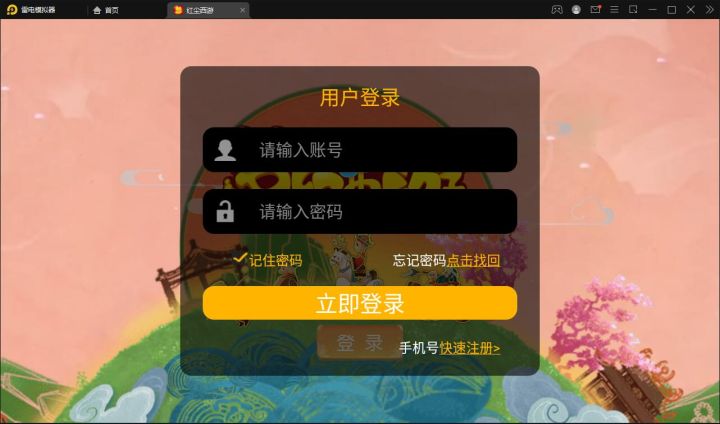 雷电模拟器
首页
红尘西游
用户登录
请输入账号
请输入密码
记住密码
忘记密码点击找回
立即登录
登 录
手机号快速注册>